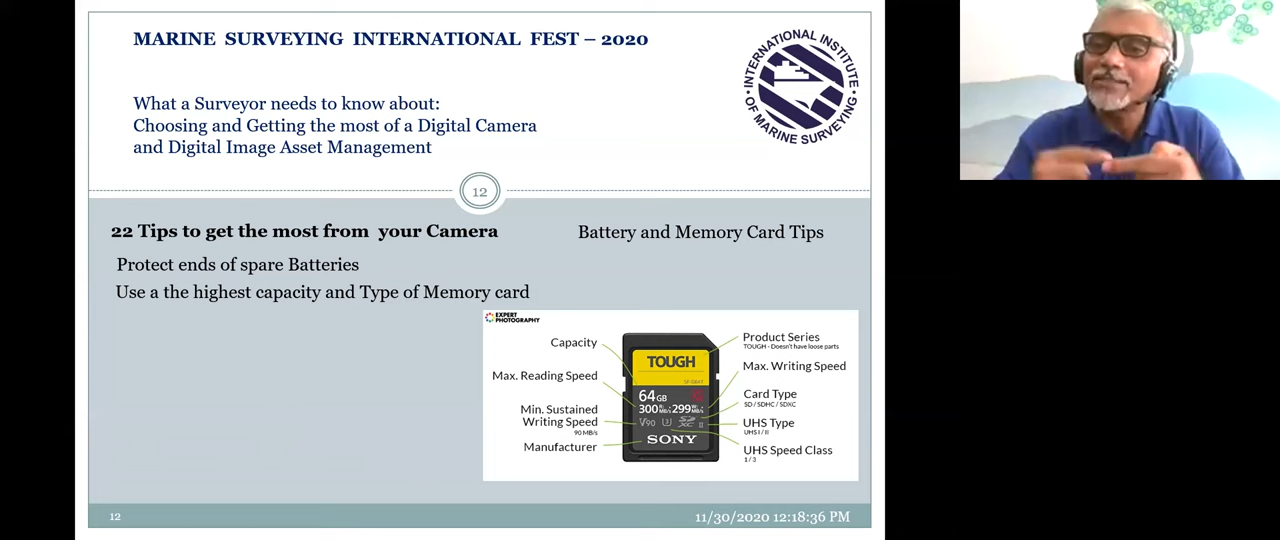 MARINE SURVEYING INTERNATIONAL FEST – 2020
INTERNATIONAL INSTITUTE
OF MARINE SURVEYING
What a Surveyor needs to know about:
Choosing and Getting the most of a Digital Camera
and Digital Image Asset Management
12
22 Tips to get the most from your Camera
Battery and Memory Card Tips
Protect ends of spare Batteries
Use a the highest capacity and Type of Memory card
EXPERT
PHOTOGRAPHY
Capacity
Max. Reading Speed
Min. Sustained
Writing Speed
90 MB/s
Manufacturer
TOUGH
64 GB
300 MB/s 299 MB/s
V90
SONY
Product Series
TOUGH - Doesn't have loose parts
Max. Writing Speed
Card Type
SD / SDHC / SDXC
UHS Type
UHS I / II
UHS Speed Class
1 / 3
12
11/30/2020 12:18:36 PM